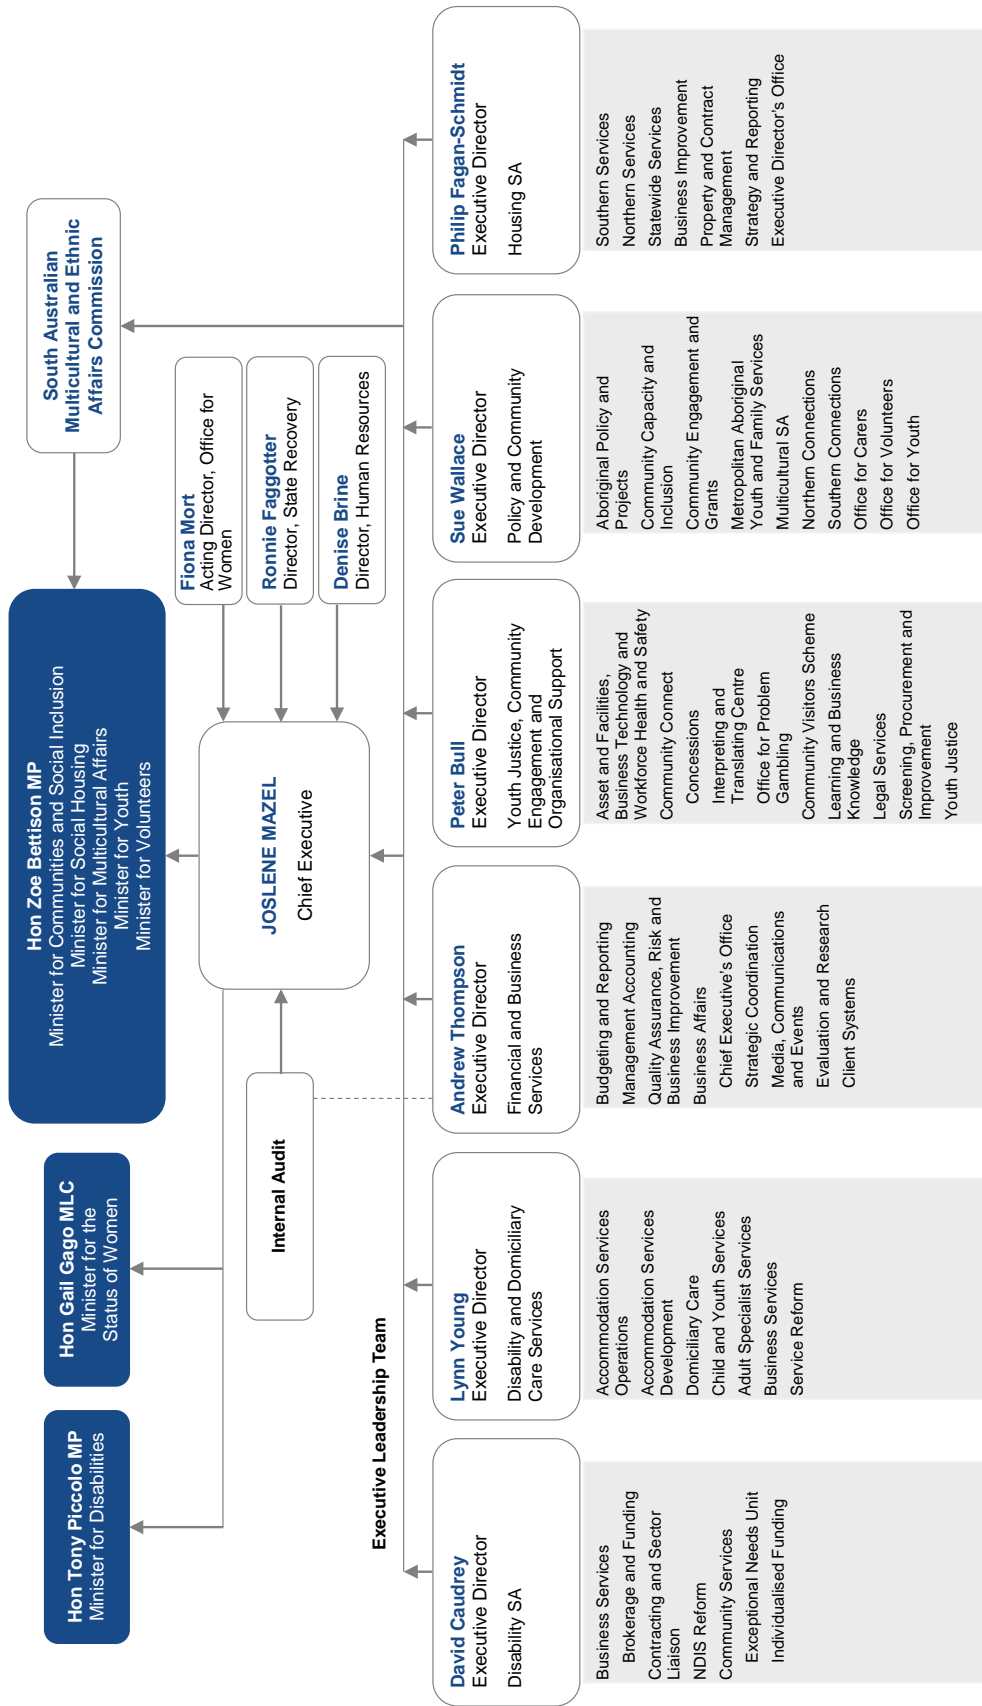 Hon Tony Piccolo MP
Minister for Disabilities
Hon Gail Gago MLC
Minister for the
Status of Women
Hon Zoe Bettison MP
Minister for Communities and Social Inclusion
Minister for Social Housing
Minister for Multicultural Affairs
Minister for Youth
Minister for Volunteers
South Australian
Multicultural and Ethnic
Affairs Commission
Internal Audit
JOSLENE MAZEL
Chief Executive
Fiona Mort
Acting Director, Office for
Women
Ronnie Faggotter
Director, State Recovery
Denise Brine
Director, Human Resources
Executive Leadership Team
David Caudrey
Executive Director
Disability SA
Business Services
Brokerage and Funding
Contracting and Sector
Liaison
NDIS Reform
Community Services
Exceptional Needs Unit
Individualised Funding
Lynn Young
Executive Director
Disability and Domiciliary
Care Services
Accommodation Services
Operations
Accommodation Services
Development
Domiciliary Care
Child and Youth Services
Adult Specialist Services
Business Services
Service Reform
Andrew Thompson
Executive Director
Financial and Business
Services
Budgeting and Reporting
Management Accounting
Quality Assurance, Risk and
Business Improvement
Business Affairs
Chief Executive's Office
Strategic Coordination
Media, Communications
and Events
Evaluation and Research
Client Systems
Peter Bull
Executive Director
Youth Justice, Community
Engagement and
Organisational Support
Asset and Facilities,
Business Technology and
Workforce Health and Safety
Community Connect
Concessions
Interpreting and
Translating Centre
Office for Problem
Gambling
Community Visitors Scheme
Learning and Business
Knowledge
Legal Services
Screening, Procurement and
Improvement
Youth Justice
Sue Wallace
Executive Director
Policy and Community
Development
Aboriginal Policy and
Projects
Community Capacity and
Inclusion
Community Engagement and
Grants
Metropolitan Aboriginal
Youth and Family Services
Multicultural SA
Northern Connections
Southern Connections
Office for Carers
Office for Volunteers
Office for Youth
Philip Fagan-Schmidt
Executive Director
Housing SA
Southern Services
Northern Services
Statewide Services
Business Improvement
Property and Contract
Management
Strategy and Reporting
Executive Director's Office